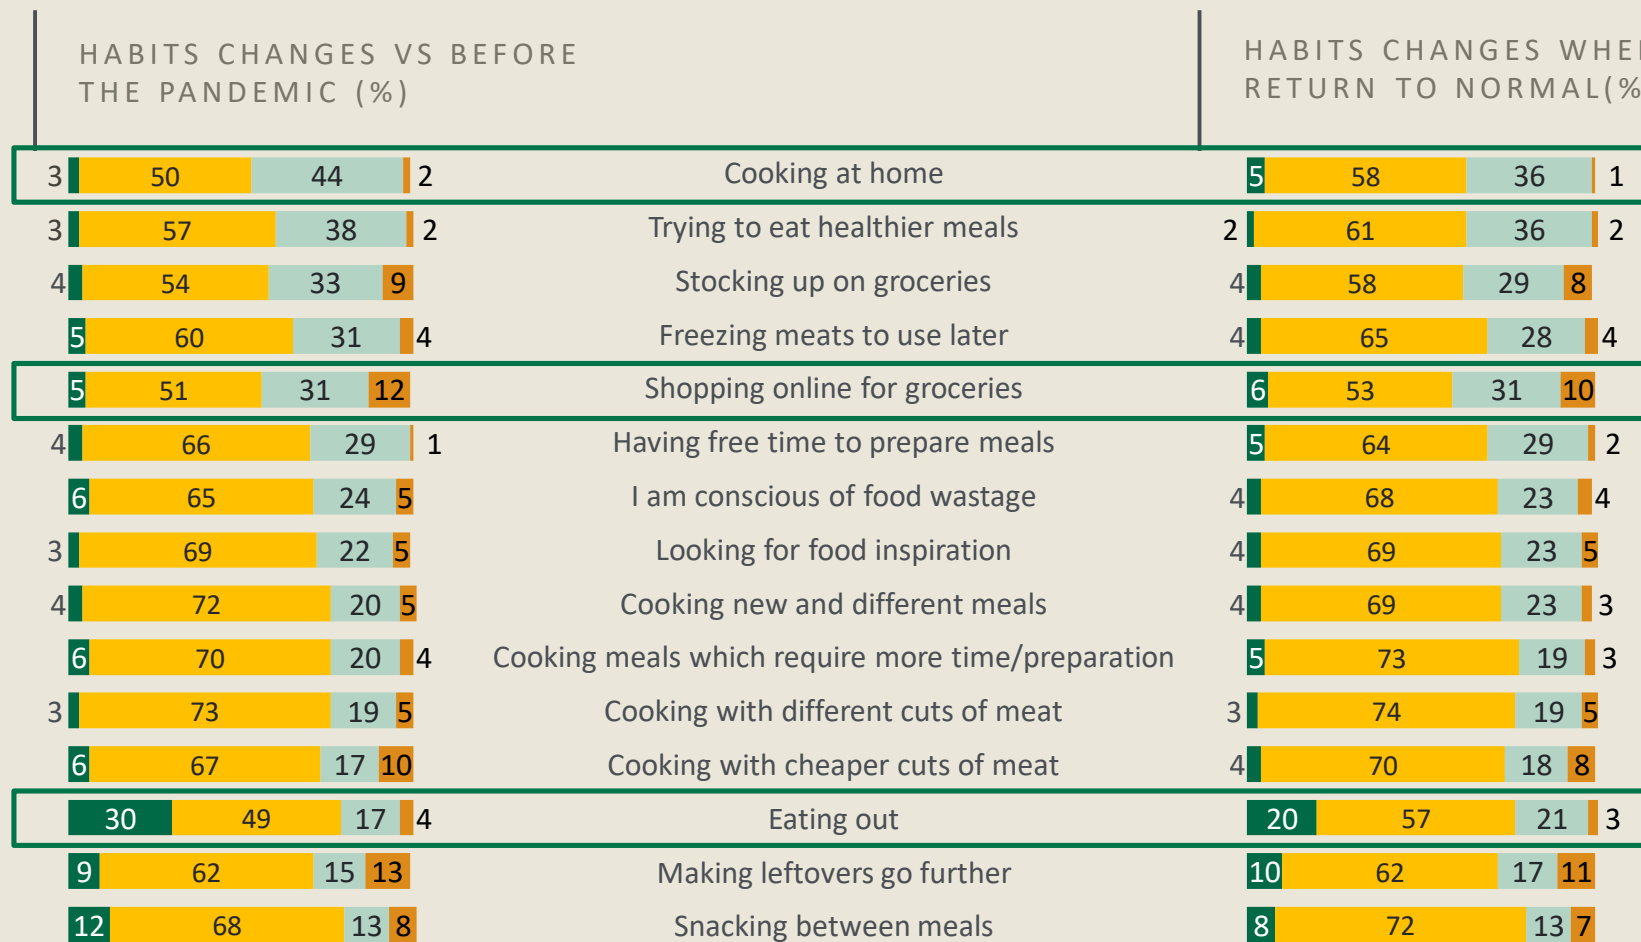 HABITS CHANGES VS BEFORE
THE PANDEMIC (%)
HABITS CHANGES WHE
RETURN TO NORMAL(%
3 50 44 2 Cooking at home 5 58 36 1
3 57 38 2 Trying to eat healthier meals 2 61 36 2
4 54 33 9 Stocking up on groceries 4 58 29 8
5 60 31 4 Freezing meats to use later 4 65 28 4
5 51 31 12 Shopping online for groceries 6 53 31 10
4 66 29 1 Having free time to prepare meals 5 64 29 2
6 65 24 5 I am conscious of food wastage 4 68 23 4
3 69 22 5 Looking for food inspiration 4 69 23 5
4 72 20 5 Cooking new and different meals 4 69 23 3
6 70 20 4 Cooking meals which require more time/preparation 5 73 19 3
3 73 19 5 Cooking with different cuts of meat 3 74 19 5
6 67 17 10 Cooking with cheaper cuts of meat 4 70 18 8
30 49 17 4 Eating out 20 57 21 3
9 62 15 13 Making leftovers go further 10 62 17 11
12 68 13 8 Snacking between meals 8 72 13 7